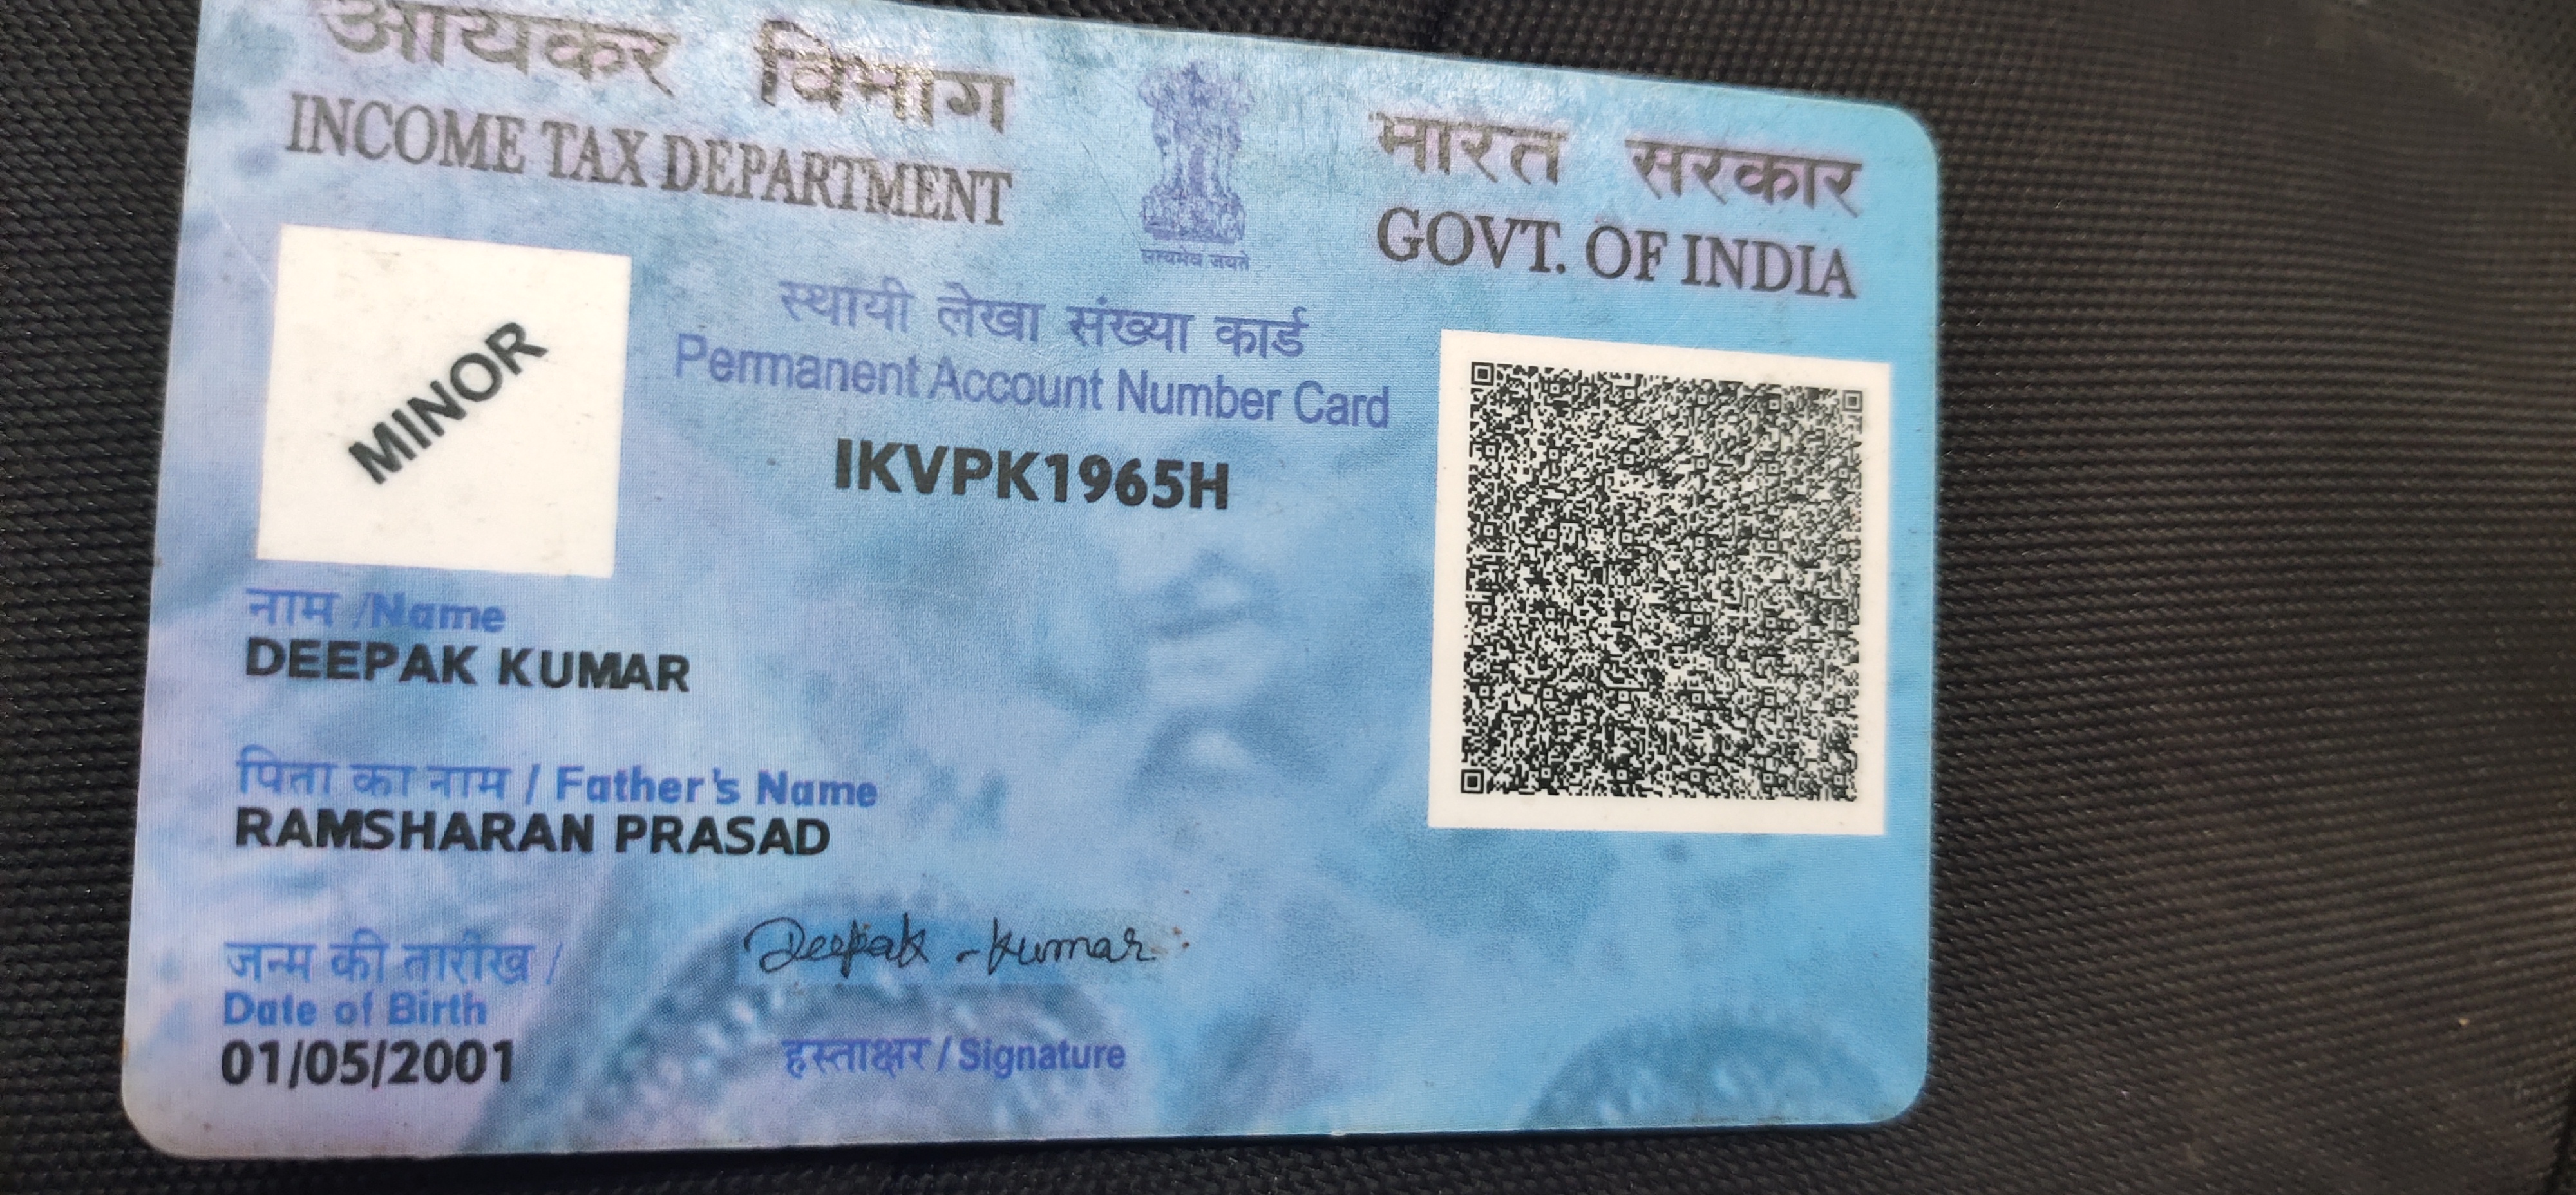 आयकर विभाग
INCOME TAX DEPARTMENT
सत्यमेव जयते
भारत सरकार
GOVT. OF INDIA
MINOR
स्थायी लेखा संख्या कार्ड
Permanent Account Number Card
IKVPK1965H
नाम /Name
DEEPAK KUMAR
पिता का नाम / Father's Name
RAMSHARAN PRASAD
जन्म की तारीख /
Date of Birth
01/05/2001
Deepak Kumar
हस्ताक्षर / Signature